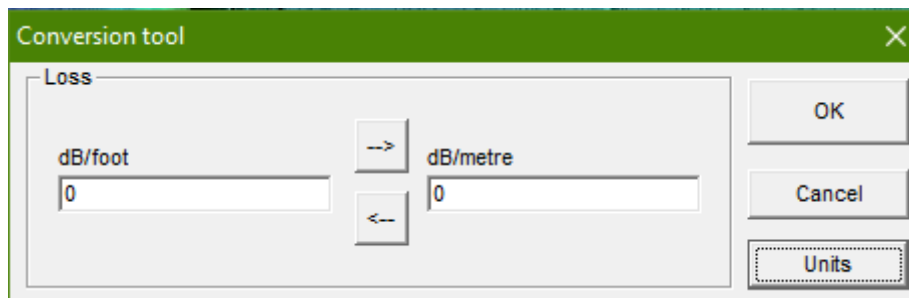 Conversion tool
Loss
dB/foot
0
-->
<--
dB/metre
0
OK
Cancel
Units